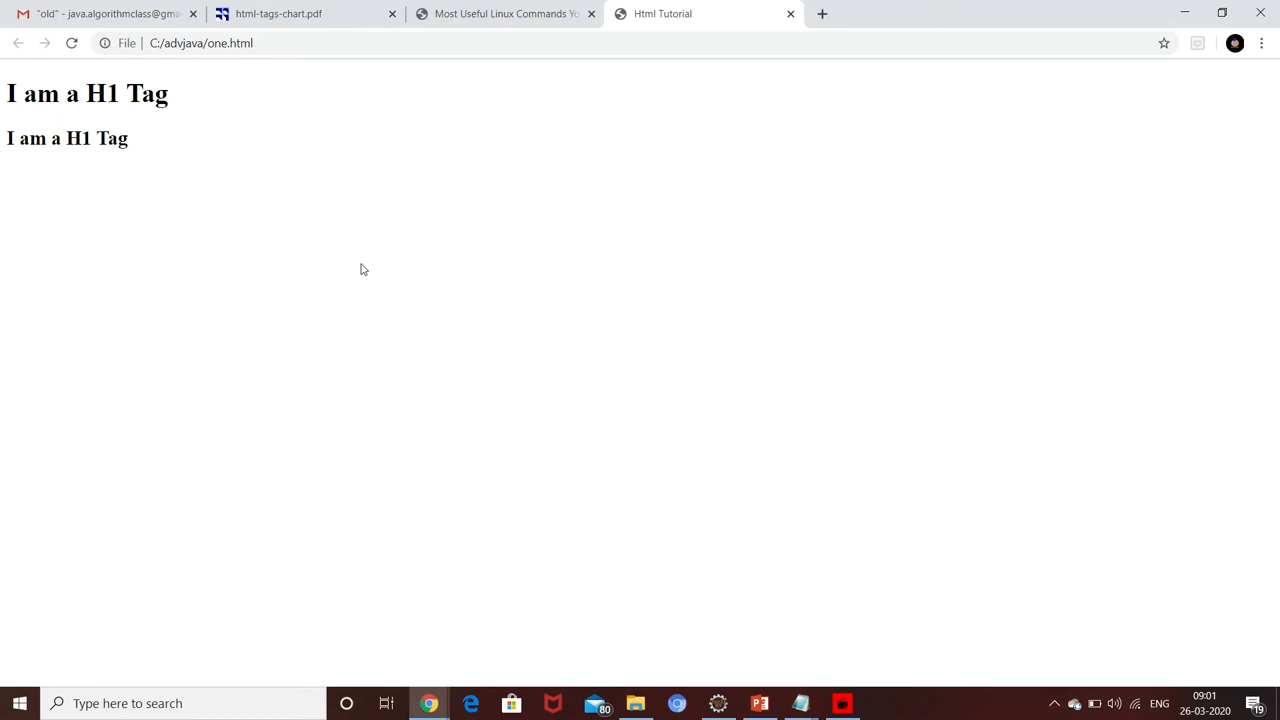 "old" - java.algorithmclass@gma
html-tags-chart.pdf
Most Useful Linux Commands Yo
Html Tutorial
File
C:/advjava/one.html
I am a H1 Tag
I am a H1 Tag
Type here to search
80
ENG
09:01
26-03-2020
19